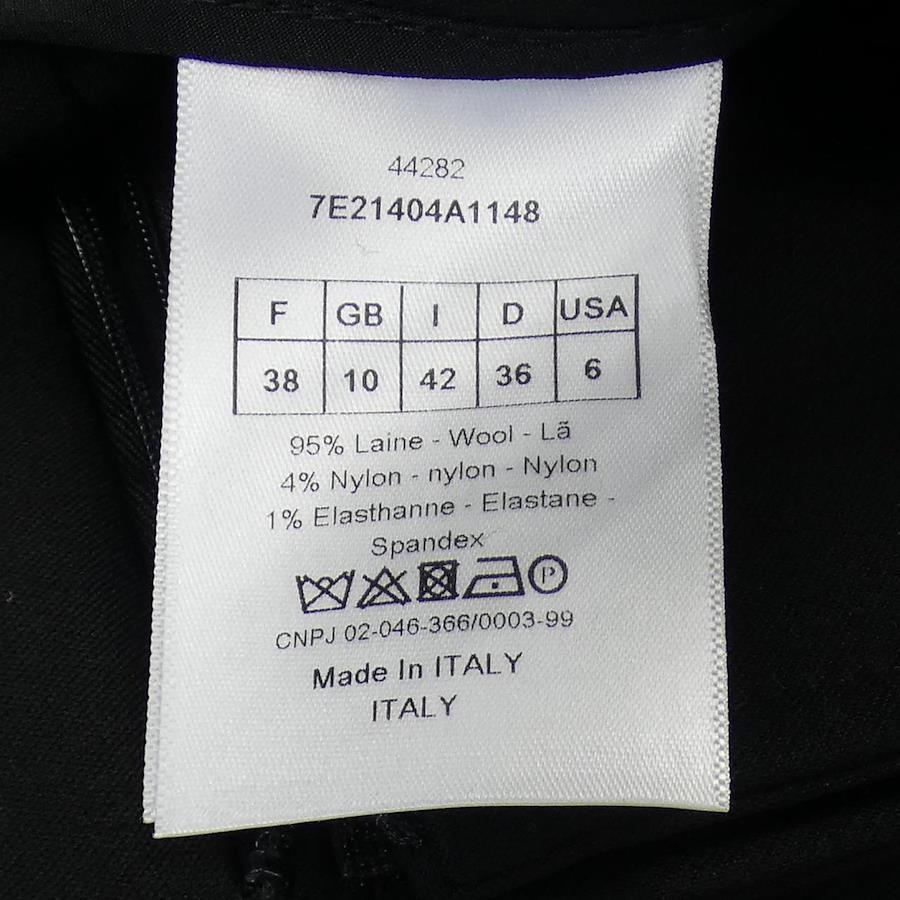 44282
7E21404A1148
F GB I D USA
38 10 42 36 6
95% Laine - Wool - Lã
4% Nylon - nylon - Nylon
1% Elasthanne - Elastane -
Spandex
P
CNPJ 02-046-366/0003-99
Made In ITALY
ITALY